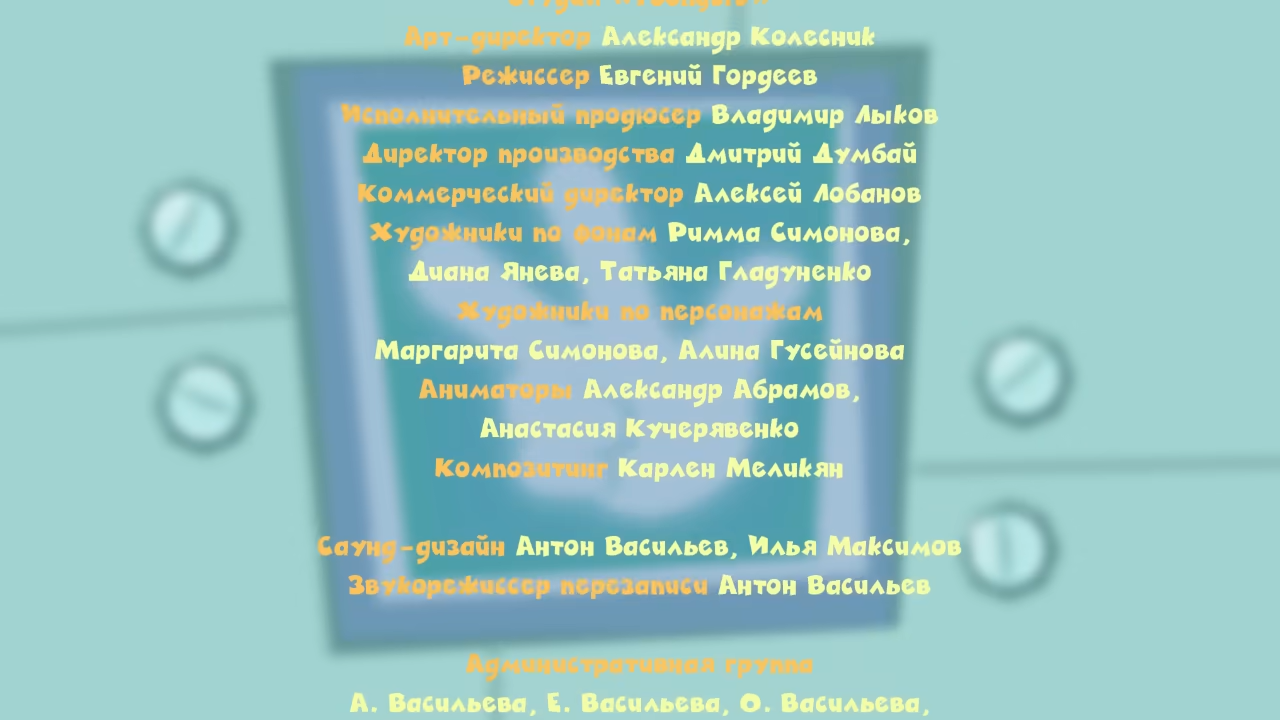 Арт-директор Александр Колесник
Режиссер Евгений Гордеев
Исполнительный продюсер Владимир Лыков
Директор производства Дмитрий Думбай
Коммерческий директор Алексей Лобанов
Художники по фонам Римма Симонова,
Диана Янева, Татьяна Гладуненко
Художники по персонажам
Маргарита Симонова, Алина Гусейнова
Аниматоры Александр Абрамов,
Анастасия Кучерявенко
Композитинг Карлен Меликян
Саунд-дизайн Антон Васильев, Илья Максимов
Звукорежиссер перезаписи Антон Васильев
Административная группа
А. Васильева, Е. Васильева, О. Васильева,